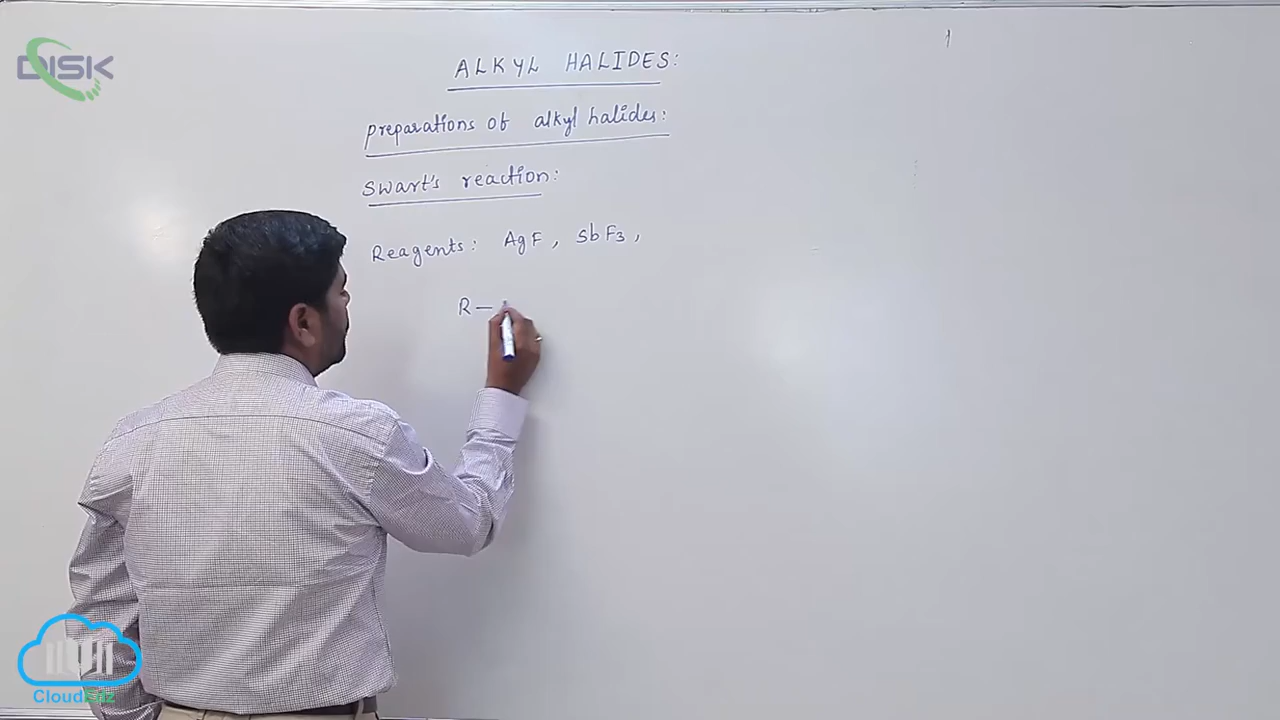 DISK
ALKYL HALIDES:
preparations of alkyl halides:
Swart's reaction:
Reagents: AgF, SbF3,
R—
CloudEdz